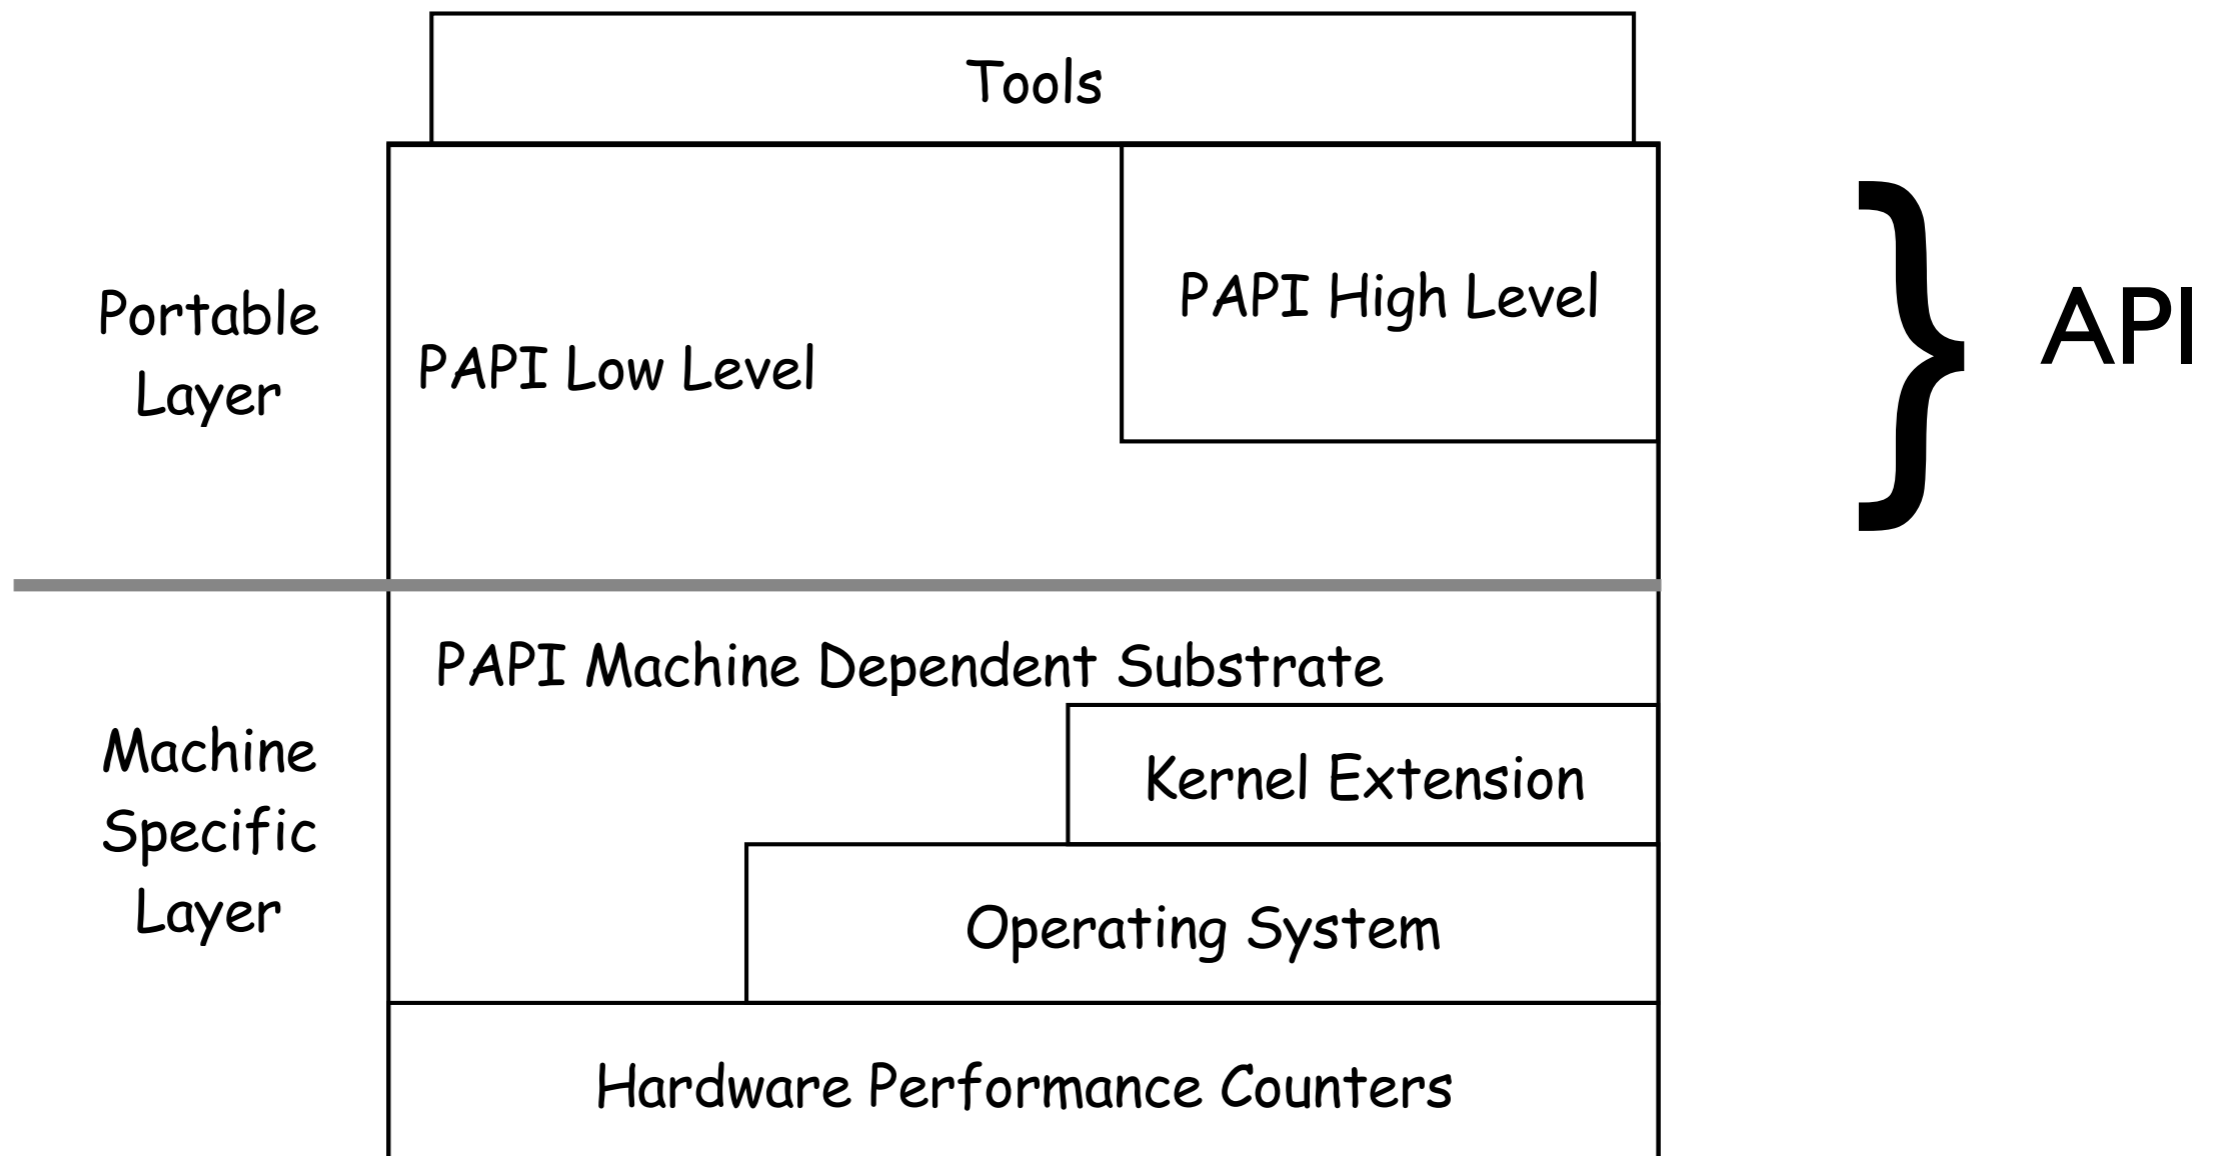 Tools
PAPI High Level
Portable
Layer
PAPI Low Level
API
PAPI Machine Dependent Substrate
Machine
Specific
Layer
Kernel Extension
Operating System
Hardware Performance Counters